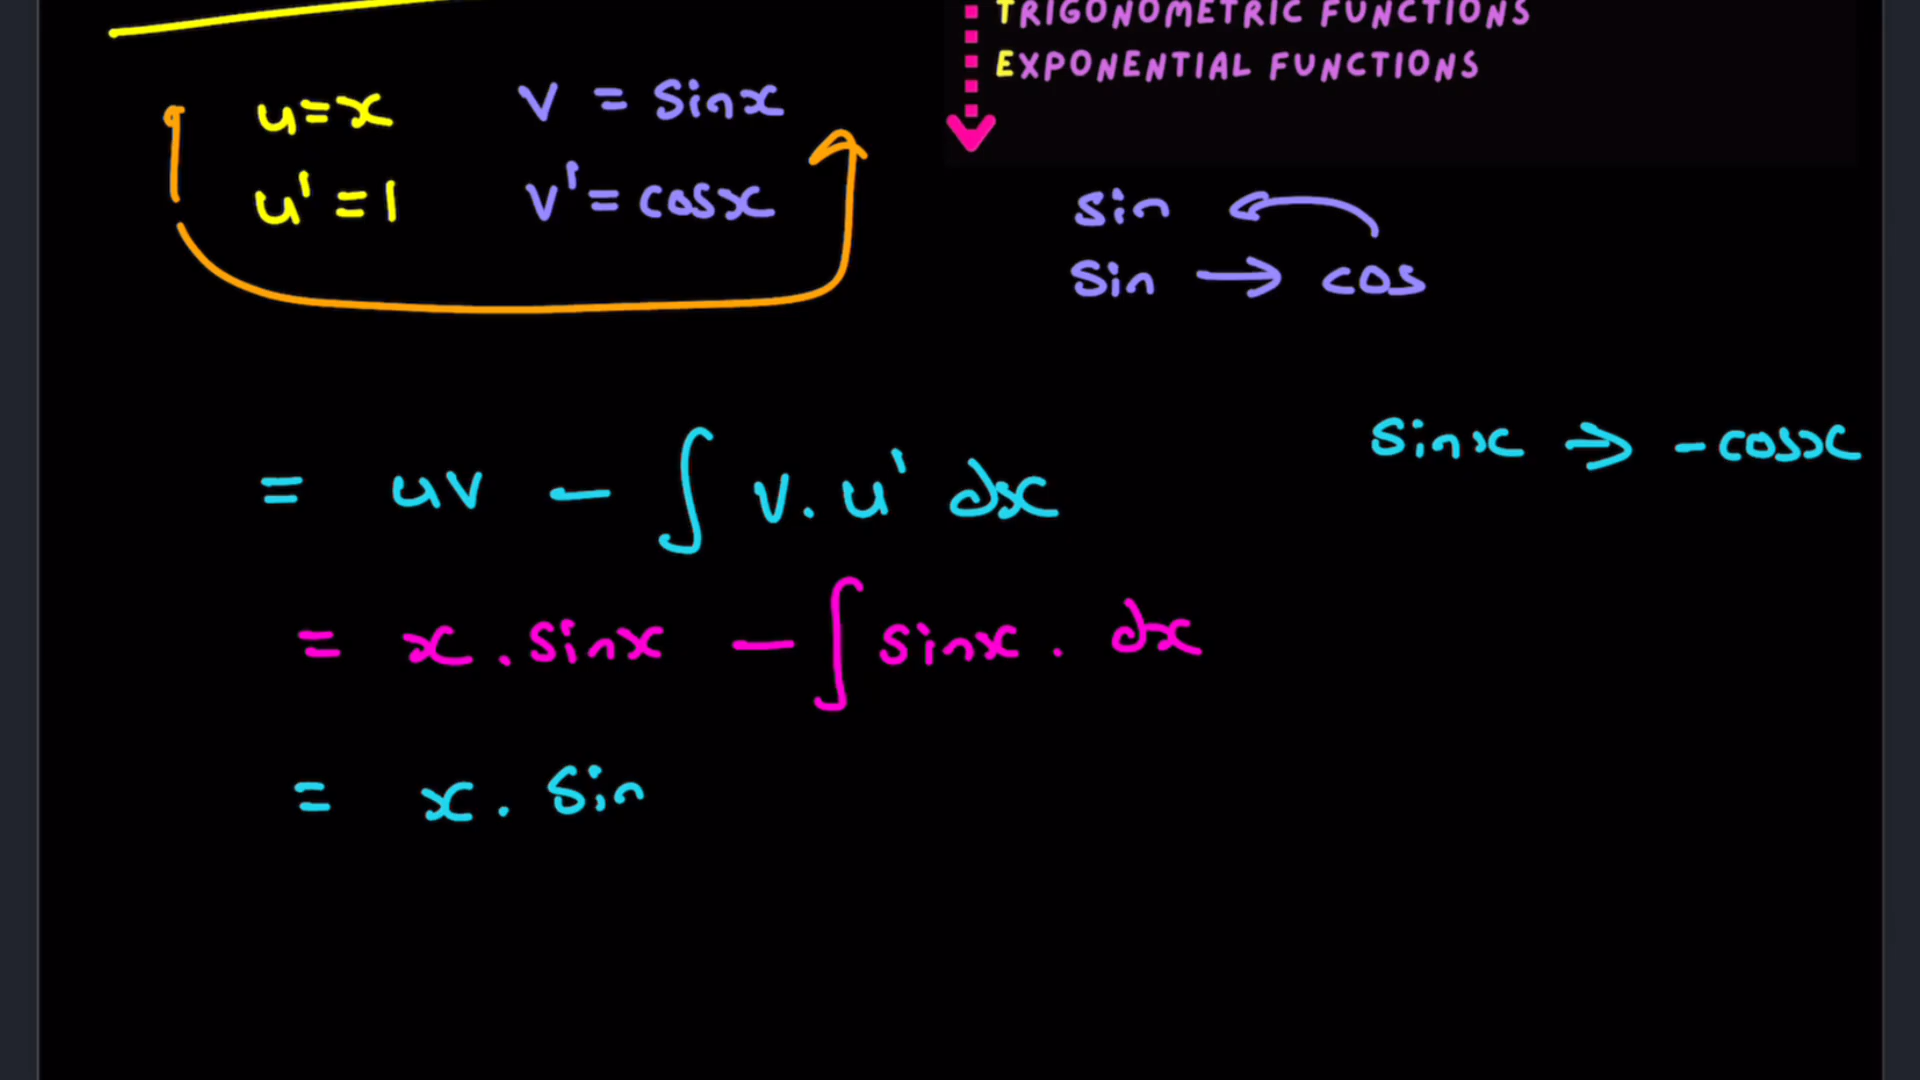 TRIGONOMETRIC FUNCTIONS
EXPONENTIAL FUNCTIONS
u=x v = sinx
u'=1 v'= cosx
sin
sin → cos
sinx → -cosx
= uv - ∫ v. u' dx
= x . sinx - ∫ sinx . dx
= x . sin